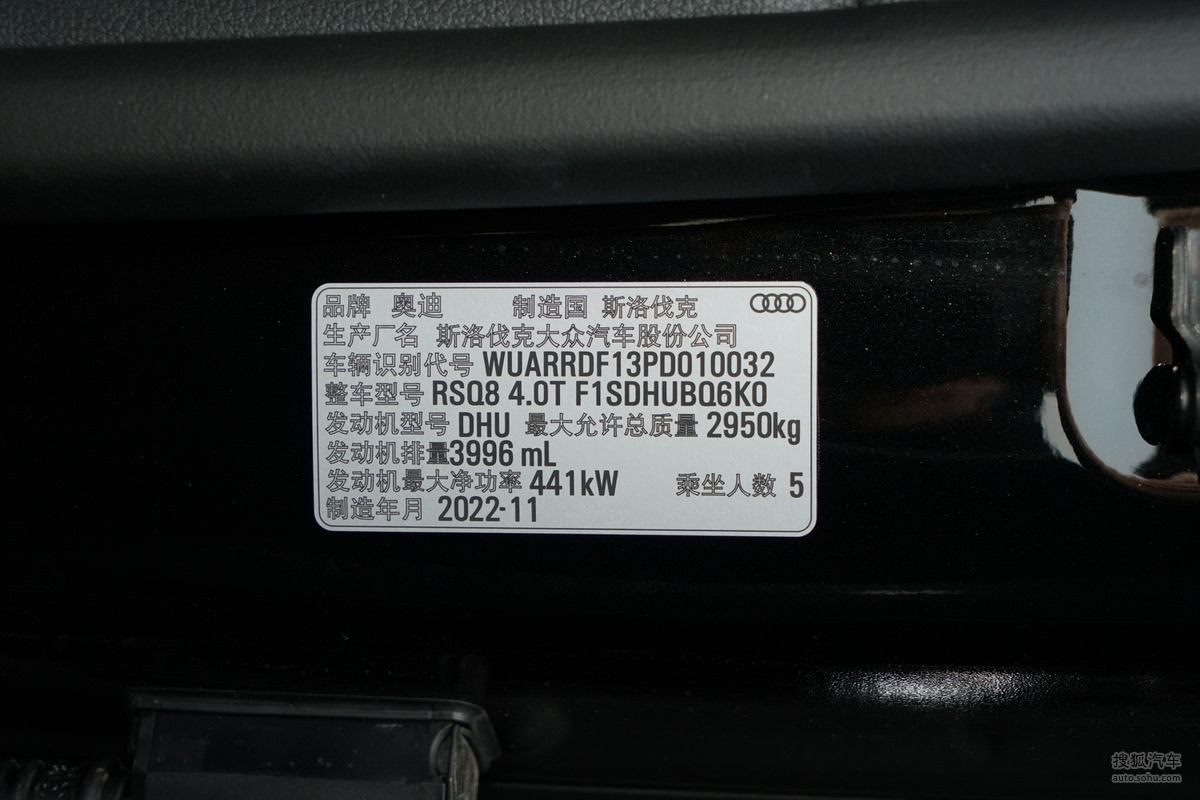 品牌 奥迪 制造国 斯洛伐克
生产厂名 斯洛伐克大众汽车股份公司
车辆识别代号 WUARRDF13PD010032
整车型号 RSQ8 4.0T F1SDHUBQ6K0
发动机型号 DHU 最大允许总质量 2950kg
发动机排量3996 mL
发动机最大净功率 441kW 乘坐人数 5
制造年月 2022-11
搜狐汽车
auto.sohu.com